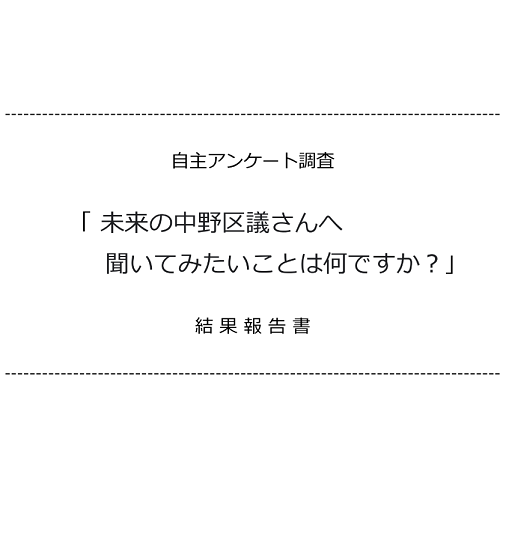 自主アンケート調査
「 未来の中野区議さんへ
聞いてみたいことは何ですか？」
結 果 報 告 書